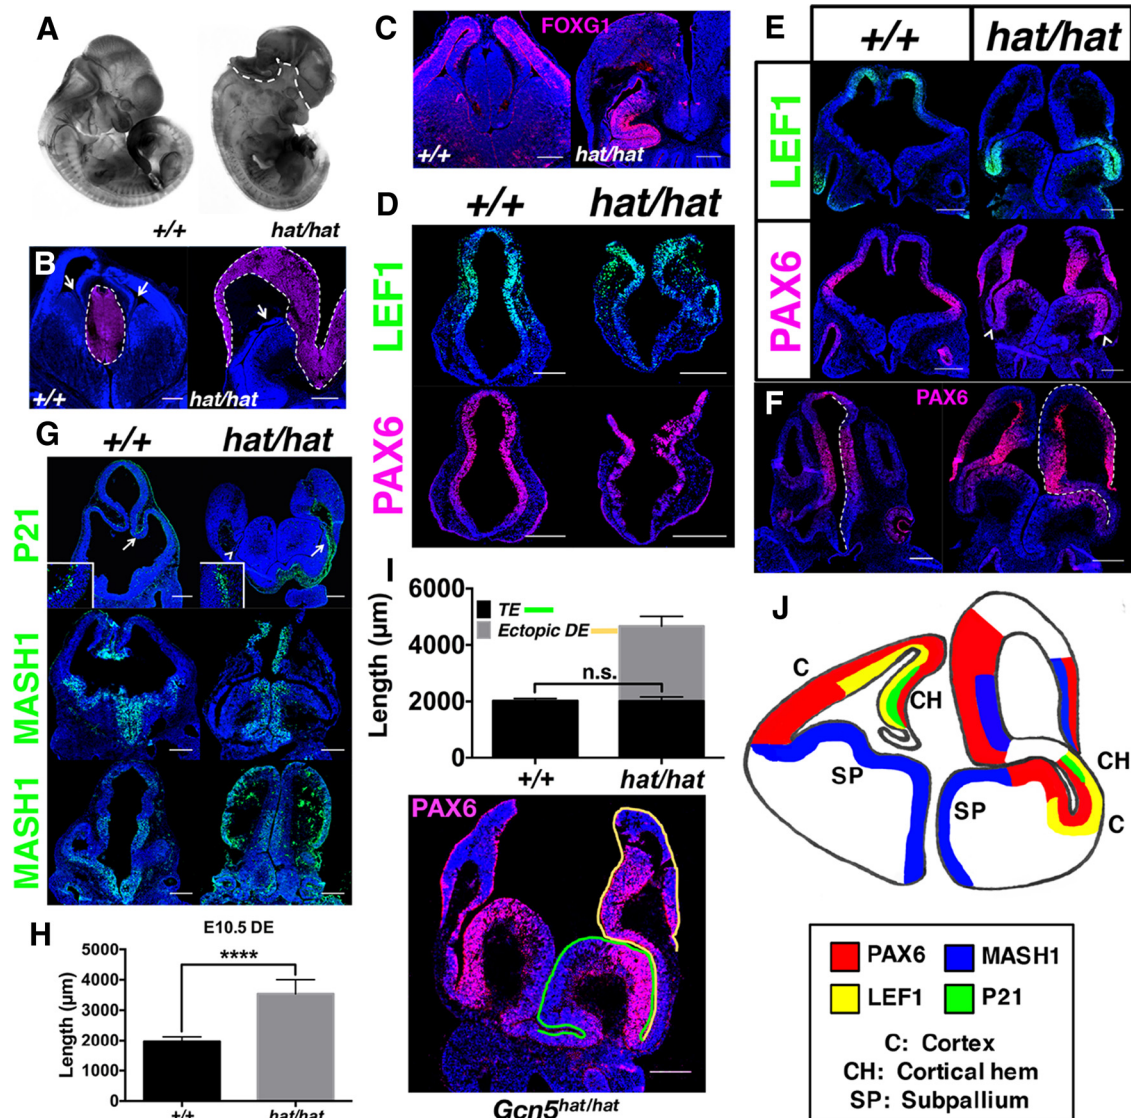 A
+/+
hat/hat
B
+/+
hat/hat
C
FOXG1
+/+
hat/hat
D
+/+
hat/hat
LEF1
PAX6
E
+/+
hat/hat
LEF1
PAX6
F
PAX6
G
+/+
hat/hat
P21
MASH1
MASH1
H
E10.5 DE
****
Length (µm)
5000
4000
3000
2000
1000
0
+/+
hat/hat
I
Length (µm)
6000
4000
2000
0
TE
Ectopic DE
n.s.
+/+
hat/hat
PAX6
Gcn5hat/hat
J
C
CH
SP
CH
SP
C
PAX6
MASH1
LEF1
P21
C: Cortex
CH: Cortical hem
SP: Subpallium